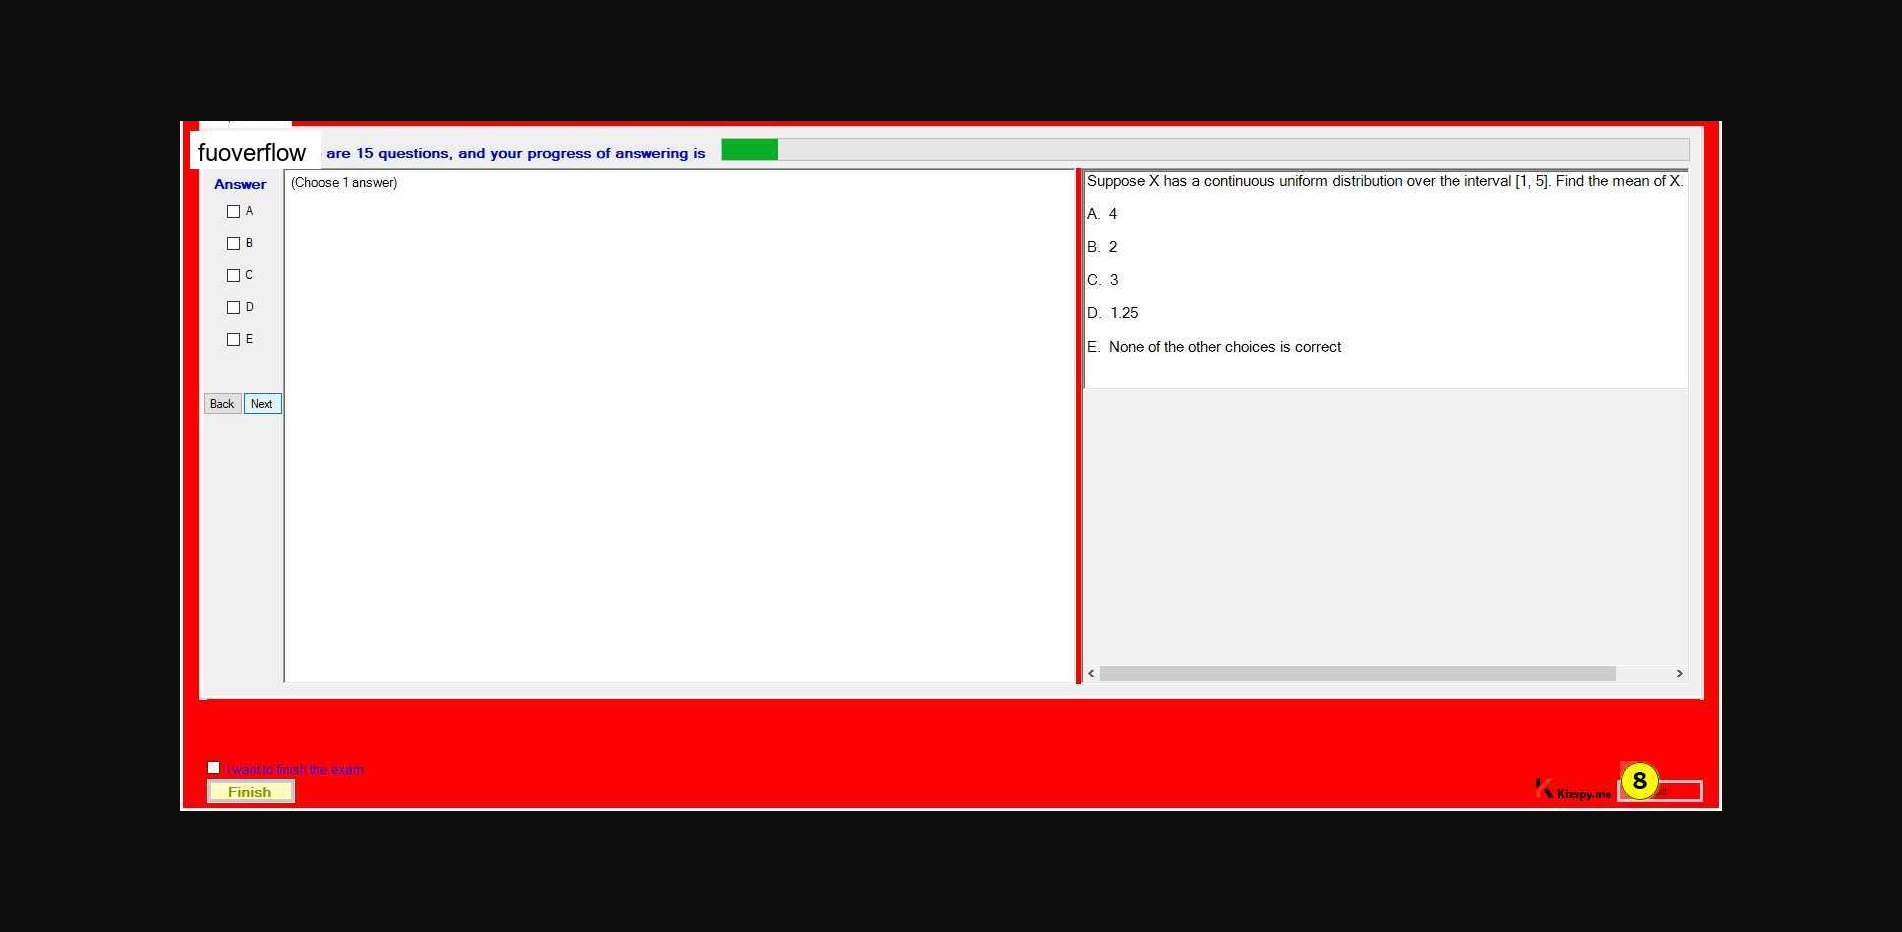 fuoverflow are 15 questions, and your progress of answering is
Answer
A
B
C
D
E
Back Next
(Choose 1 answer)
Suppose X has a continuous uniform distribution over the interval [1, 5]. Find the mean of X.
A. 4
B. 2
C. 3
D. 1.25
E. None of the other choices is correct
I want to finish the exam
Finish
Kizspy.me
8